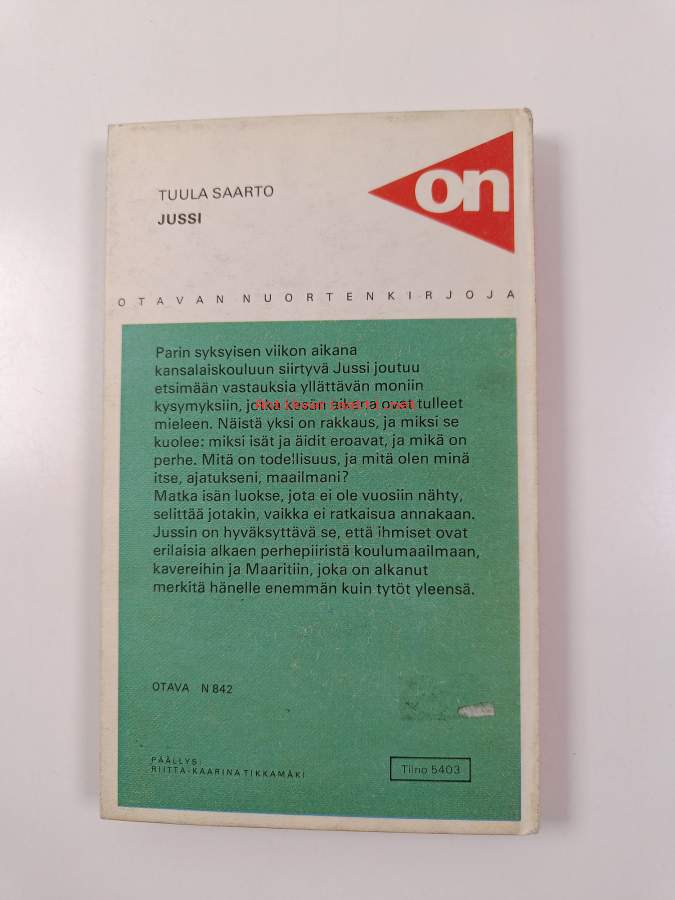 TUULA SAARTO
JUSSI
on
OTAVAN NUORTENKIRJOJA
Parin syksyisen viikon aikana
kansalaiskouluun siirtyvä Jussi joutuu
etsimään vastauksia yllättävän moniin
kysymyksiin, jotka kesän aikana ovat tulleet
mieleen. Näistä yksi on rakkaus, ja miksi se
kuolee: miksi isät ja äidit eroavat, ja mikä on
perhe. Mitä on todellisuus, ja mitä olen minä
itse, ajatukseni, maailmani?
Matka isän luokse, jota ei ole vuosiin nähty,
selittää jotakin, vaikka ei ratkaisua annakaan.
Jussin on hyväksyttävä se, että ihmiset ovat
erilaisia alkaen perhepiiristä koulumaailmaan,
kavereihin ja Maaritiin, joka on alkanut
merkitä hänelle enemmän kuin tytöt yleensä.
OTAVA N 842
PÄÄLLYS:
RIITTA-KAARINA TIKKAMÄKI
Tiino 5403